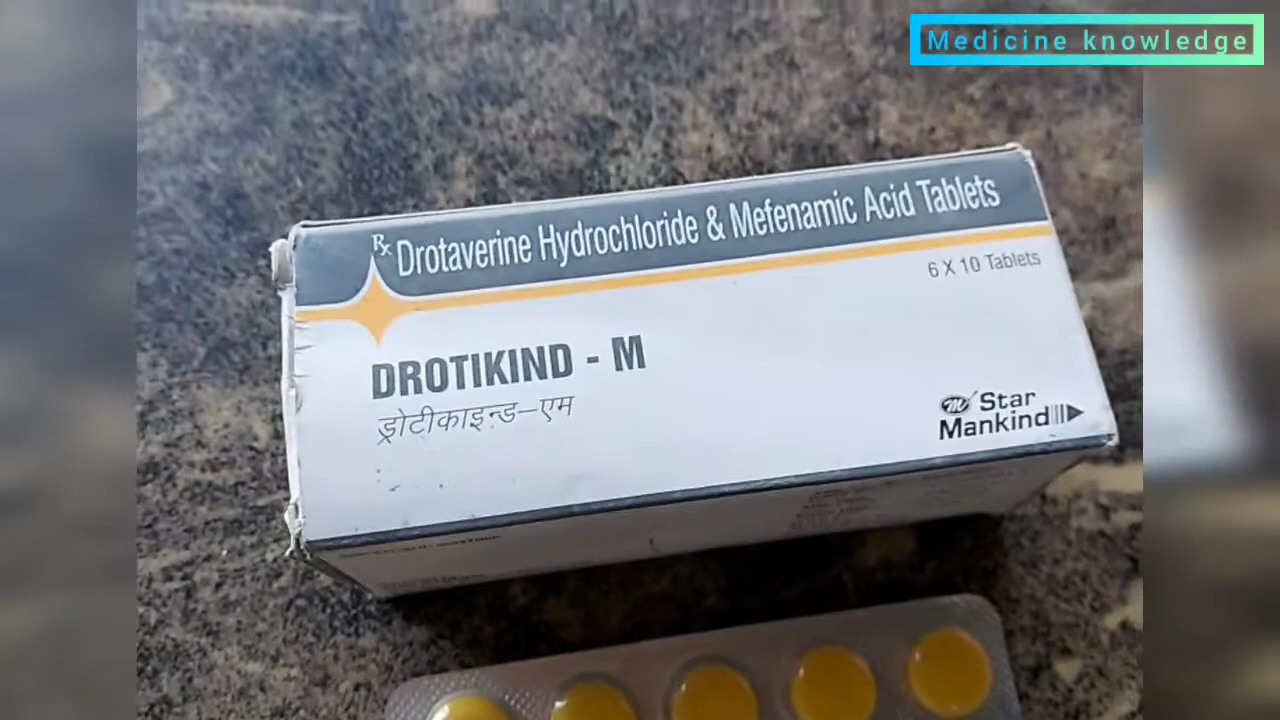 Medicine knowledge
Rx Drotaverine Hydrochloride & Mefenamic Acid Tablets
6 X 10 Tablets
DROTIKIND - M
ड्रोटीकाइन्ड–एम
m Star
Mankind